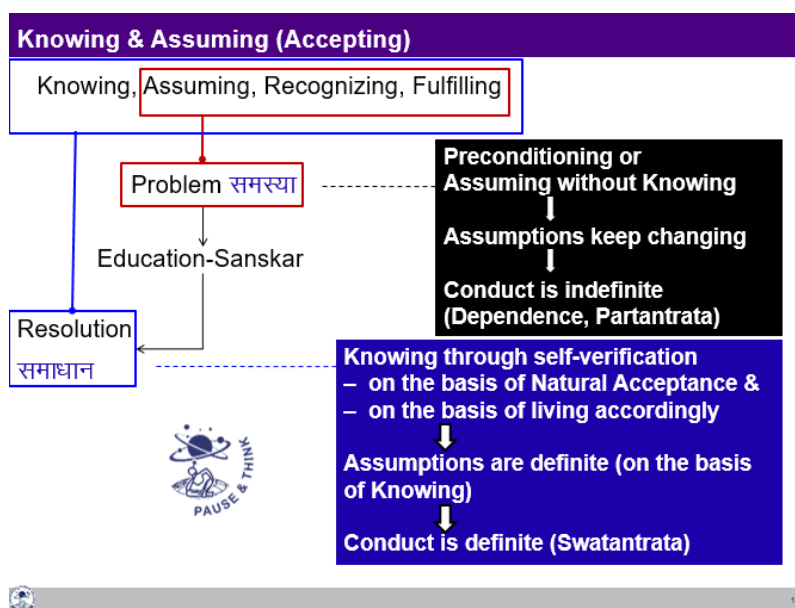 Knowing & Assuming (Accepting)
Knowing, Assuming, Recognizing, Fulfilling
Problem समस्या
Education-Sanskar
Resolution
समाधान
Preconditioning or
Assuming without Knowing
Assumptions keep changing
Conduct is indefinite
(Dependence, Partantrata)
Knowing through self-verification
– on the basis of Natural Acceptance &
– on the basis of living accordingly
Assumptions are definite (on the basis
of Knowing)
Conduct is definite (Swatantrata)
PAUSE & THINK